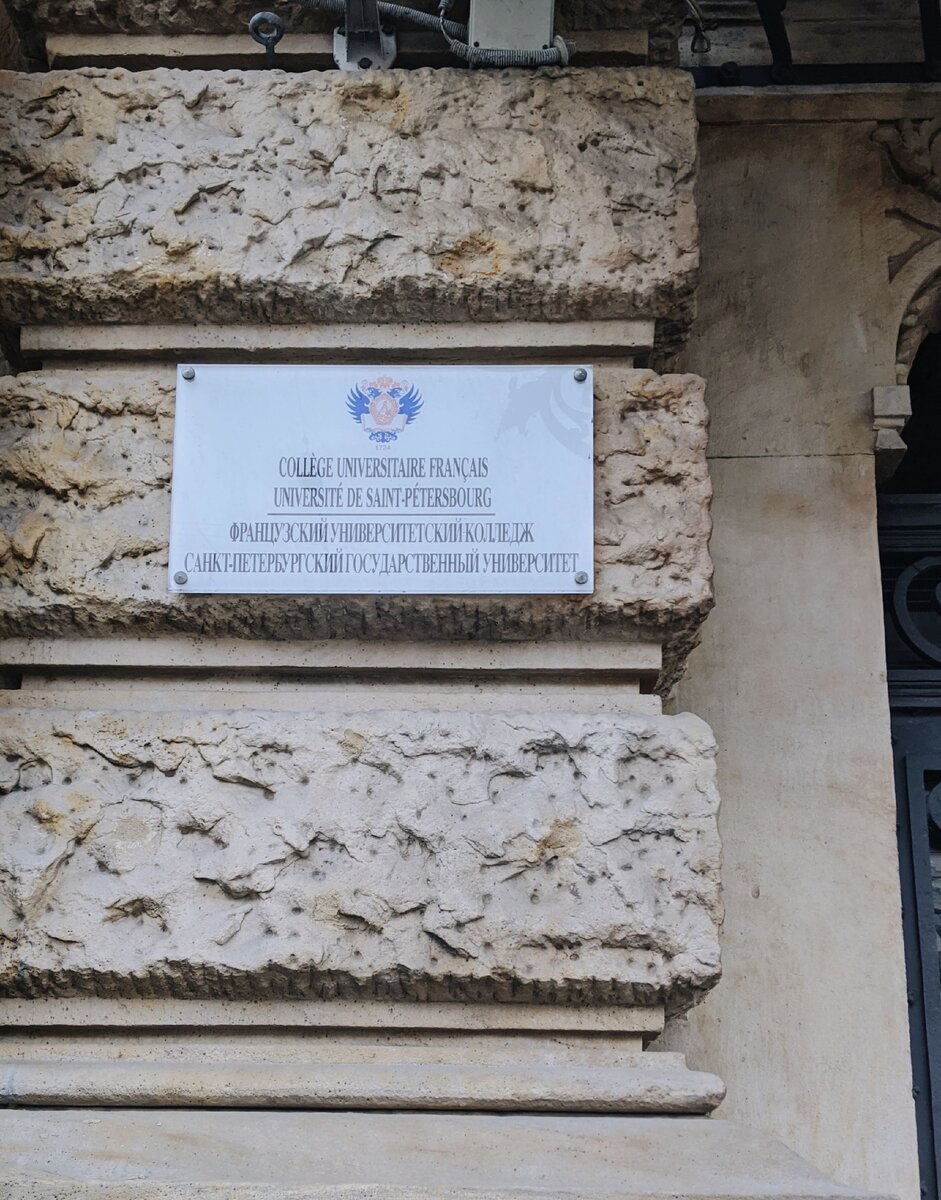 1724
COLLÈGE UNIVERSITAIRE FRANÇAIS
UNIVERSITÉ DE SAINT-PÉTERSBOURG
ФРАНЦУЗСКИЙ УНИВЕРСИТЕТСКИЙ КОЛЛЕДЖ
САНКТ-ПЕТЕРБУРГСКИЙ ГОСУДАРСТВЕННЫЙ УНИВЕРСИТЕТ